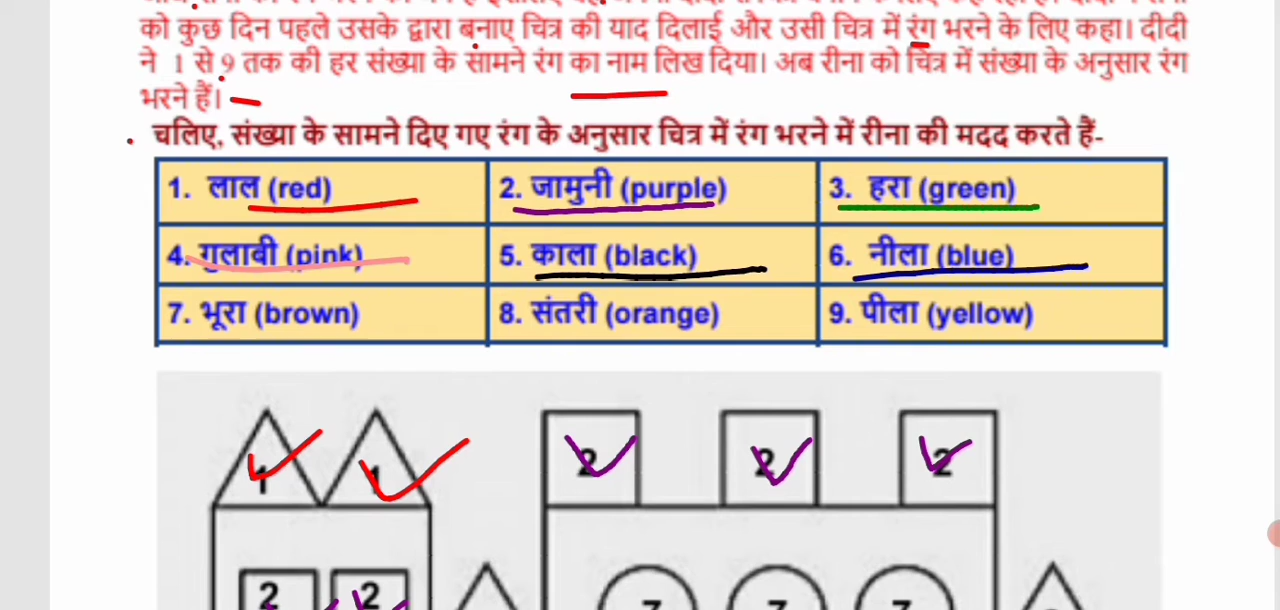 को कुछ दिन पहले उसके द्वारा बनाए चित्र की याद दिलाई और उसी चित्र में रंग भरने के लिए कहा। दीदी
ने 1 से 9 तक की हर संख्या के सामने रंग का नाम लिख दिया। अब रीना को चित्र में संख्या के अनुसार रंग
भरने हैं।
चलिए, संख्या के सामने दिए गए रंग के अनुसार चित्र में रंग भरने में रीना की मदद करते हैं-
1. लाल (red) 2. जामुनी (purple) 3. हरा (green)
4. गुलाबी (pink) 5. काला (black) 6. नीला (blue)
7. भूरा (brown) 8. संतरी (orange) 9. पीला (yellow)
1 1 2 2 2
2 2 7 7 7